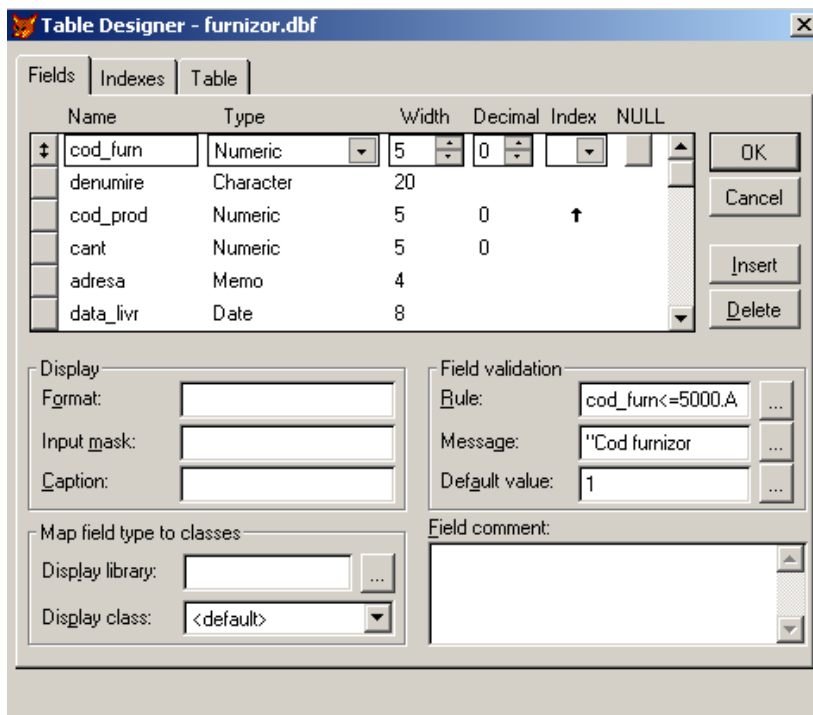 Table Designer - furnizor.dbf
Fields Indexes Table
Name Type Width Decimal Index NULL
cod_furn Numeric 5 0 OK
denumire Character 20
Cancel
cod_prod Numeric 5 0
cant Numeric 5 0
Insert
adresa Memo 4
data_livr Date 8 Delete
Display Field validation
Format: Rule: cod_furn<=5000.A ...
Input mask: Message: "Cod furnizor ...
Caption: Default value: 1 ...
Map field type to classes Field comment:
Display library: ...
Display class: <default>